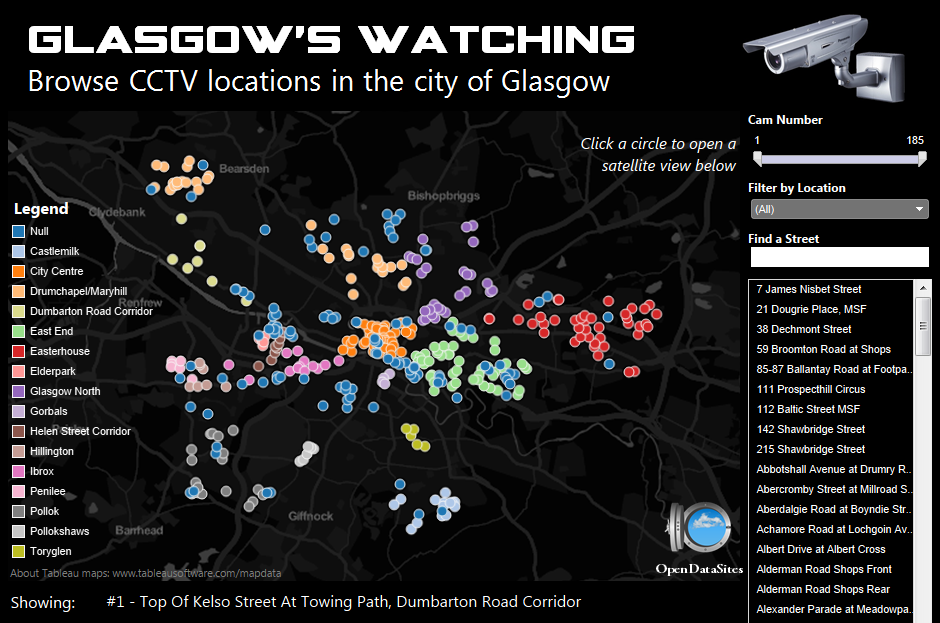 GLASGOW'S WATCHING
Browse CCTV locations in the city of Glasgow
Click a circle to open a
satellite view below
Bearsden
Clydebank
Bishopbriggs
Renfrew
Barrhead
Giffnock
Legend
Null
Castlemilk
City Centre
Drumchapel/Maryhill
Dumbarton Road Corridor
East End
Easterhouse
Elderpark
Glasgow North
Gorbals
Helen Street Corridor
Hillington
Ibrox
Penilee
Pollok
Pollokshaws
Toryglen
About Tableau maps: www.tableausoftware.com/mapdata
OpenDataSites
Showing: #1 - Top Of Kelso Street At Towing Path, Dumbarton Road Corridor
Cam Number
1 185
Filter by Location
(All)
Find a Street
7 James Nisbet Street
21 Dougrie Place, MSF
38 Dechmont Street
59 Broomton Road at Shops
85-87 Ballantay Road at Footpa..
111 Prospecthill Circus
112 Baltic Street MSF
142 Shawbridge Street
215 Shawbridge Street
Abbotshall Avenue at Drumry R..
Abercromby Street at Millroad S..
Aberdalgie Road at Boyndie Str..
Achamore Road at Lochgoin Av..
Albert Drive at Albert Cross
Alderman Road Shops Front
Alderman Road Shops Rear
Alexander Parade at Meadowpa..